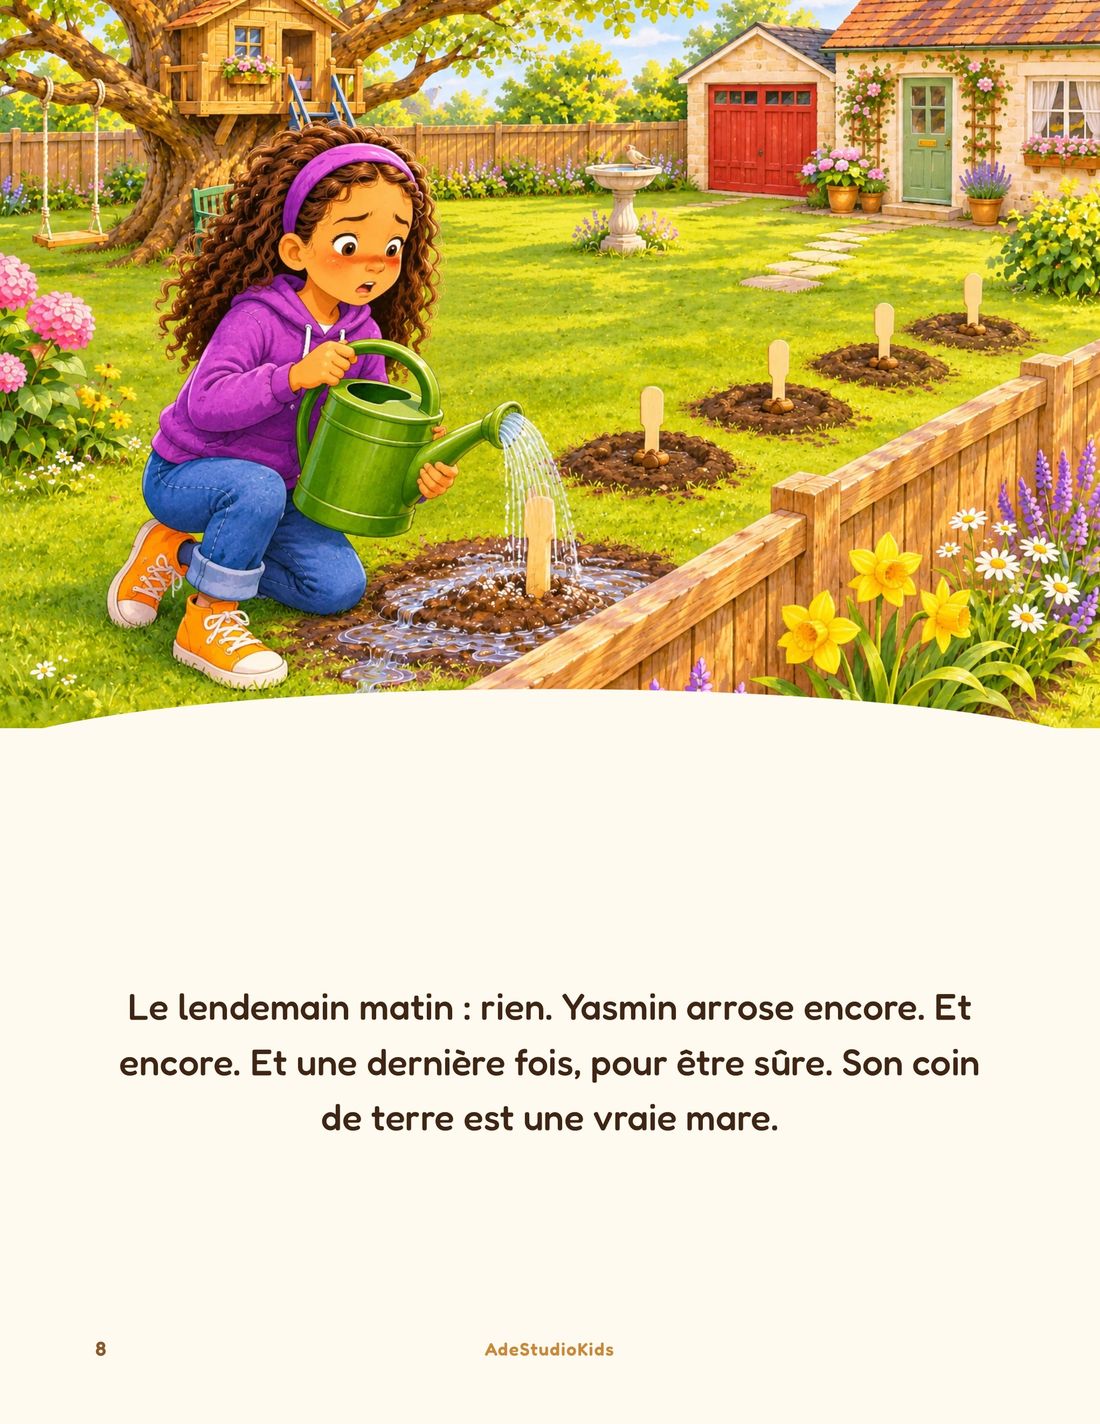 Le lendemain matin : rien. Yasmin arrose encore. Et
encore. Et une dernière fois, pour être sûre. Son coin
de terre est une vraie mare.
8
AdeStudioKids